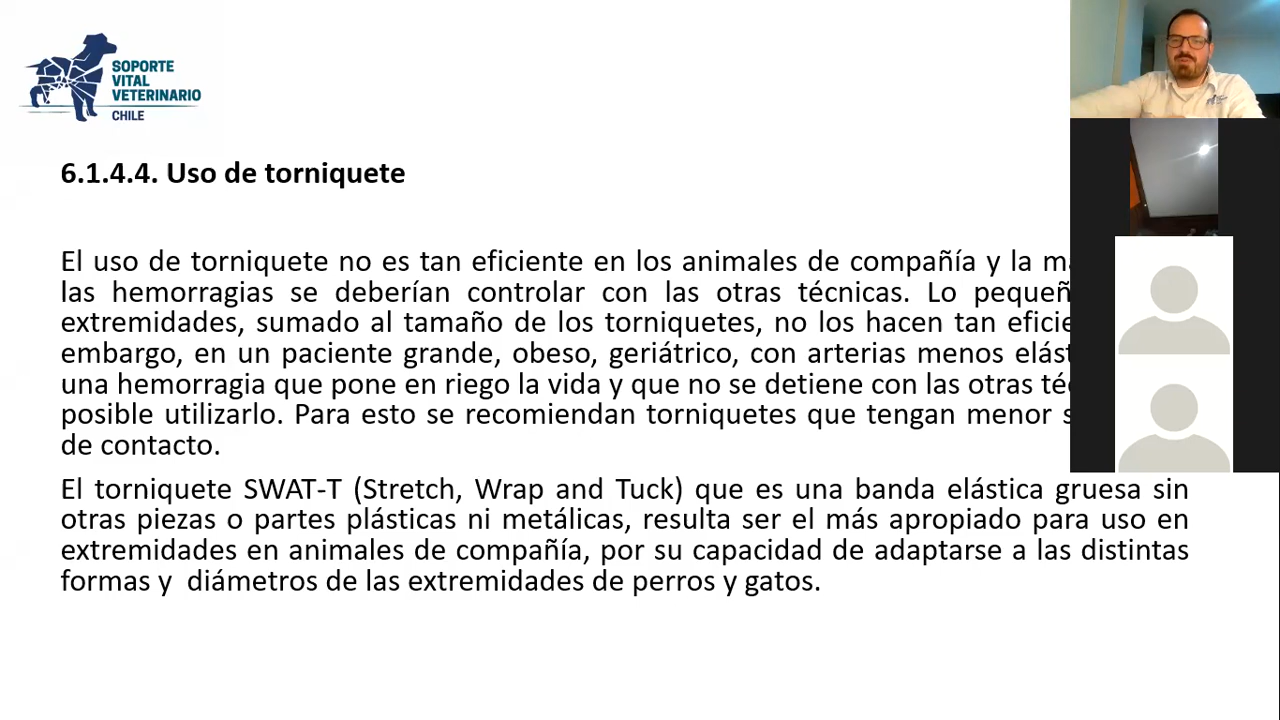 SOPORTE
VITAL
VETERINARIO
CHILE
6.1.4.4. Uso de torniquete
El uso de torniquete no es tan eficiente en los animales de compañía y la
las hemorragias se deberían controlar con las otras técnicas. Lo
extremidades, sumado al tamaño de los torniquetes, no los hacen tan
embargo, en un paciente grande, obeso, geriátrico, con arterias menos
una hemorragia que pone en riego la vida y que no se detiene con las otras
posible utilizarlo. Para esto se recomiendan torniquetes que tengan menor
de contacto.
El torniquete SWAT-T (Stretch, Wrap and Tuck) que es una banda elástica gruesa sin
otras piezas o partes plásticas ni metálicas, resulta ser el más apropiado para uso en
extremidades en animales de compañía, por su capacidad de adaptarse a las distintas
formas y diámetros de las extremidades de perros y gatos.